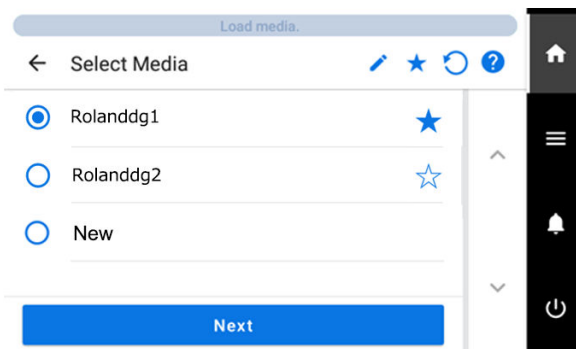 Load media.
Select Media
Rolanddg1
Rolanddg2
New
Next